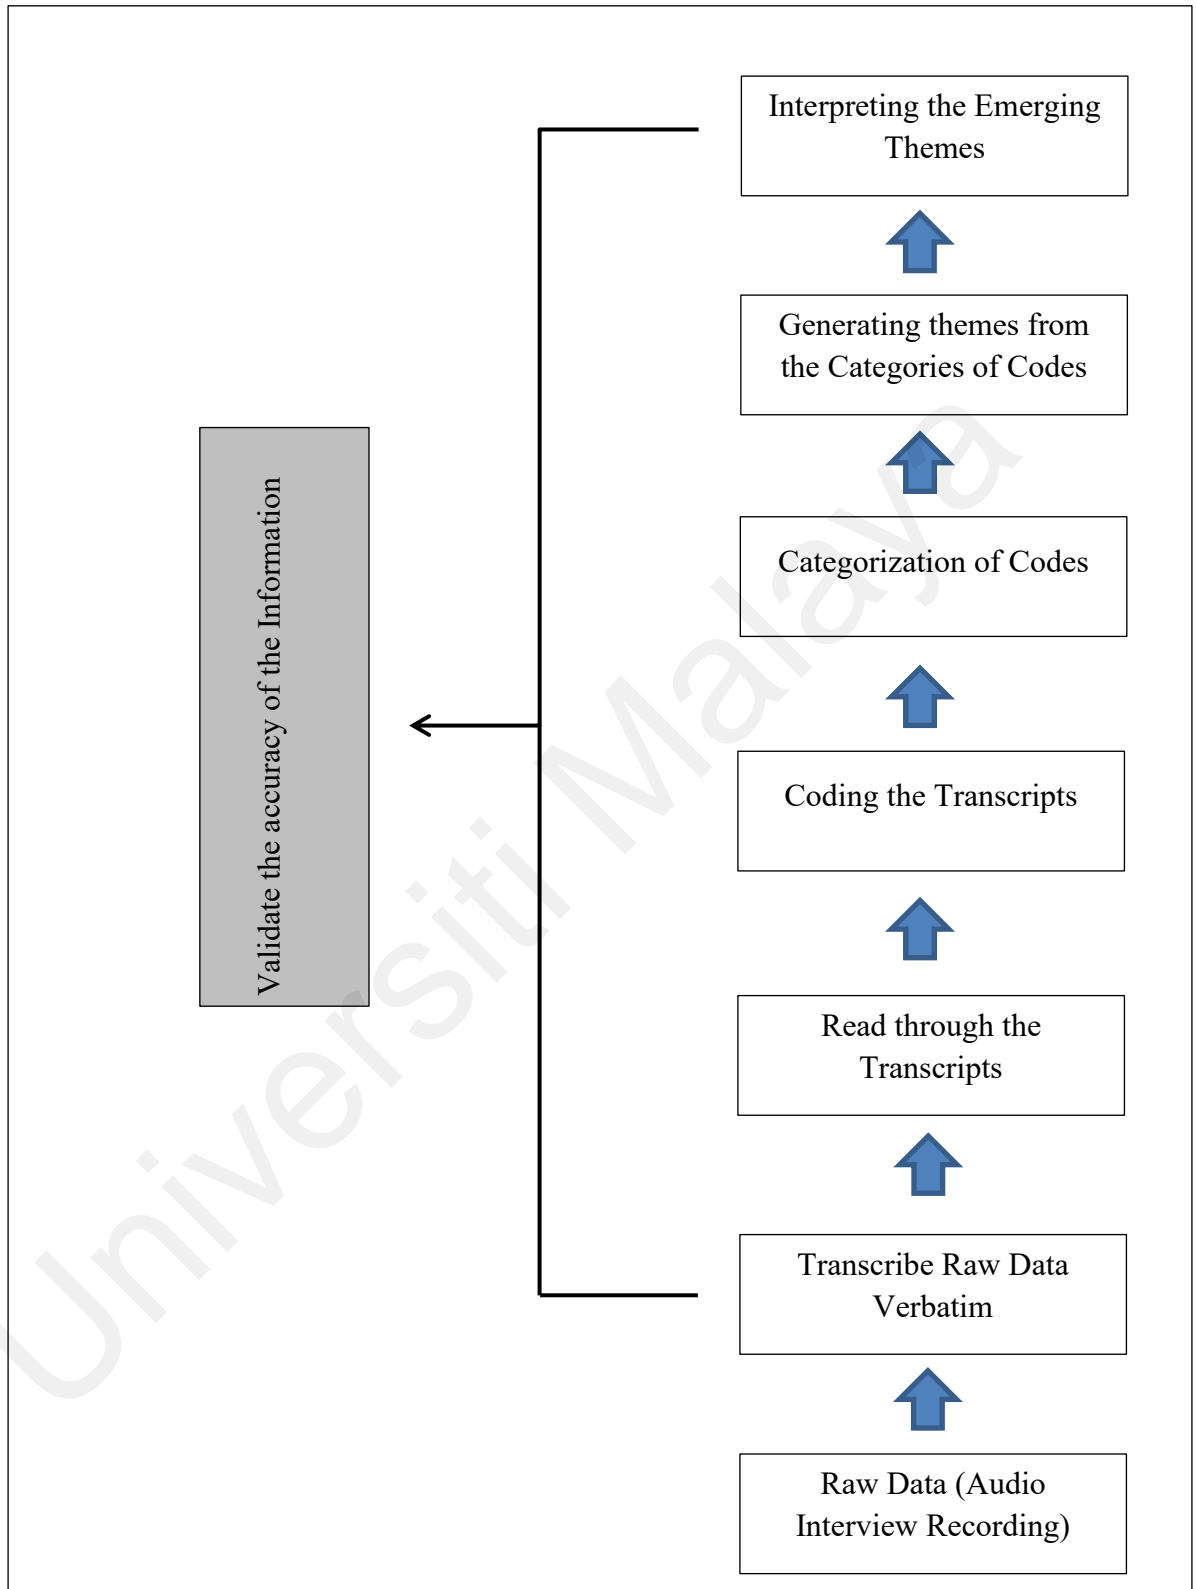 Interpreting the Emerging
Themes
Generating themes from
the Categories of Codes
Categorization of Codes
Validate the accuracy of the Information
Coding the Transcripts
Read through the
Transcripts
Transcribe Raw Data
Verbatim
Raw Data (Audio
Interview Recording)
Universiti Malaya